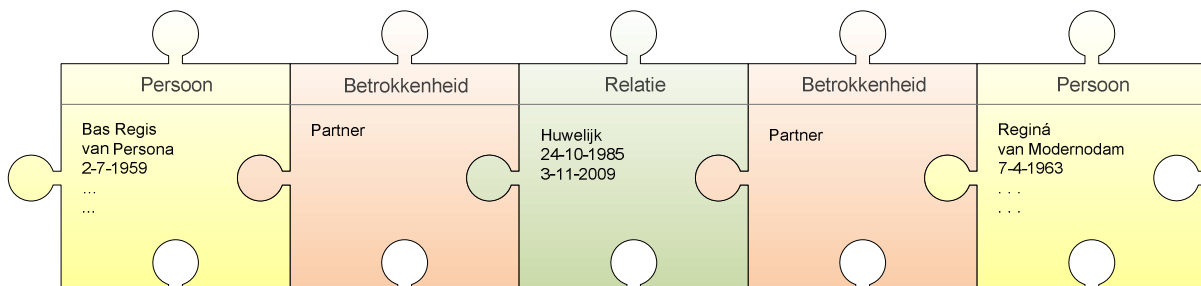 Persoon
Bas Regis
van Persona
2-7-1959
...
...
Betrokkenheid
Partner
Relatie
Huwelijk
24-10-1985
3-11-2009
Betrokkenheid
Partner
Persoon
Reginá
van Modernodam
7-4-1963
. . .
. . .